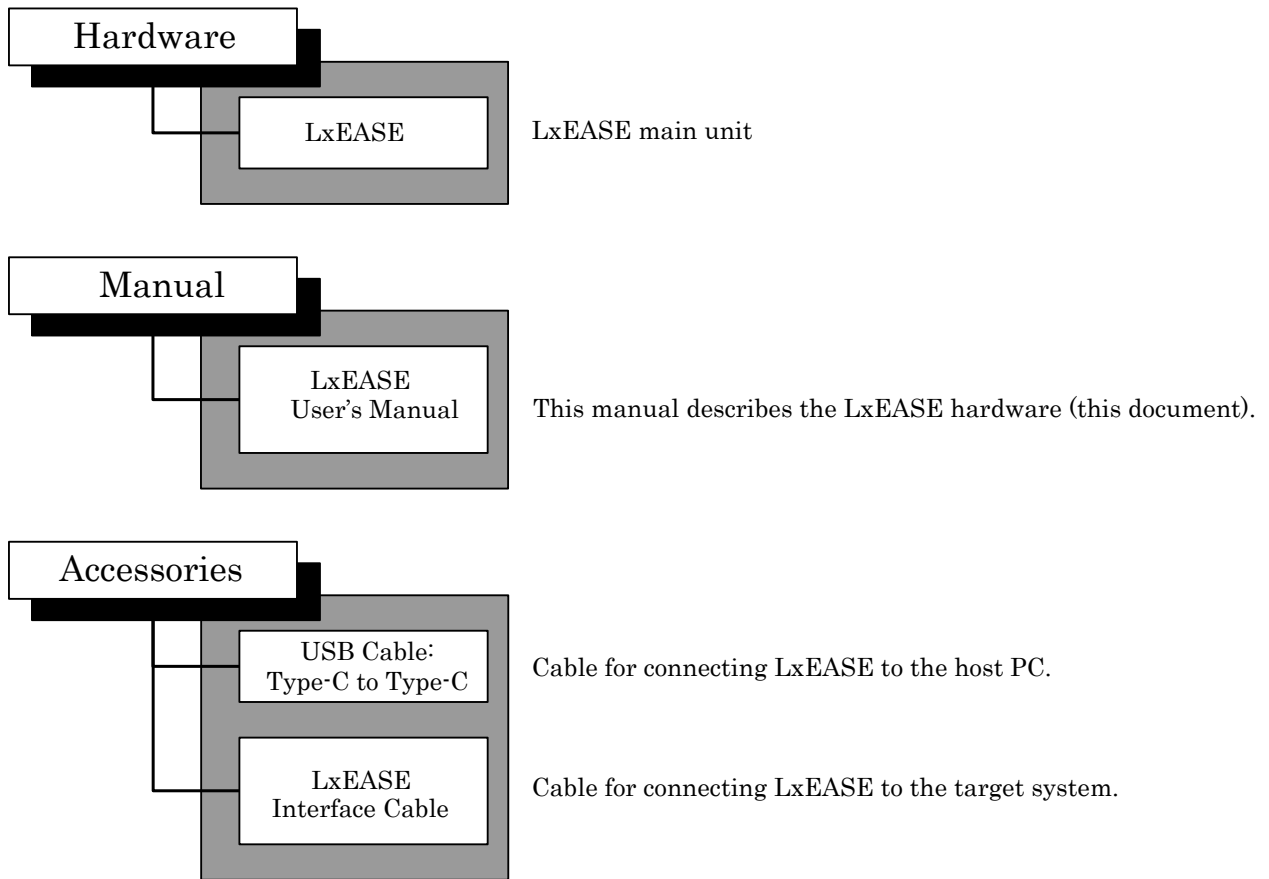 Hardware
LxEASE
LxEASE main unit
Manual
LxEASE
User’s Manual
This manual describes the LxEASE hardware (this document).
Accessories
USB Cable:
Type-C to Type-C
Cable for connecting LxEASE to the host PC.
LxEASE
Interface Cable
Cable for connecting LxEASE to the target system.